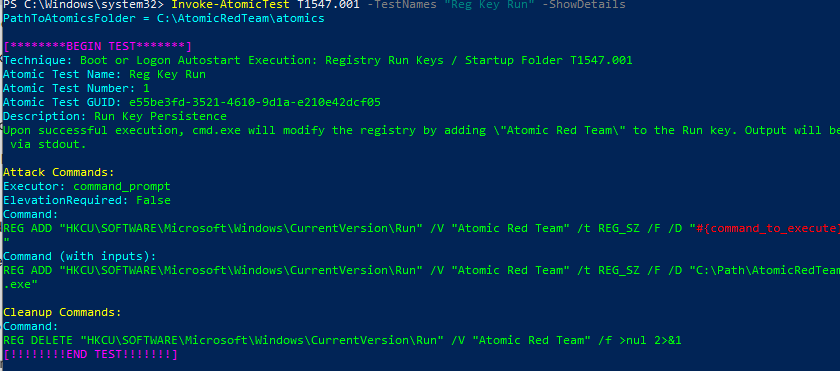 PS C:\Windows\system32> Invoke-AtomicTest T1547.001 -TestNames "Reg Key Run" -ShowDetails
PathToAtomicsFolder = C:\AtomicRedTeam\atomics
[********BEGIN TEST*******]
Technique: Boot or Logon Autostart Execution: Registry Run Keys / Startup Folder T1547.001
Atomic Test Name: Reg Key Run
Atomic Test Number: 1
Atomic Test GUID: e55be3fd-3521-4610-9d1a-e210e42dcf05
Description: Run Key Persistence
Upon successful execution, cmd.exe will modify the registry by adding \"Atomic Red Team\" to the Run key. Output will be
via stdout.
Attack Commands:
Executor: command_prompt
ElevationRequired: False
Command:
REG ADD "HKCU\SOFTWARE\Microsoft\Windows\CurrentVersion\Run" /V "Atomic Red Team" /t REG_SZ /F /D "#{command_to_execute}
"
Command (with inputs):
REG ADD "HKCU\SOFTWARE\Microsoft\Windows\CurrentVersion\Run" /V "Atomic Red Team" /t REG_SZ /F /D "C:\Path\AtomicRedTeam
.exe"
Cleanup Commands:
Command:
REG DELETE "HKCU\SOFTWARE\Microsoft\Windows\CurrentVersion\Run" /V "Atomic Red Team" /f >nul 2>&1
[!!!!!!!!END TEST!!!!!!!]